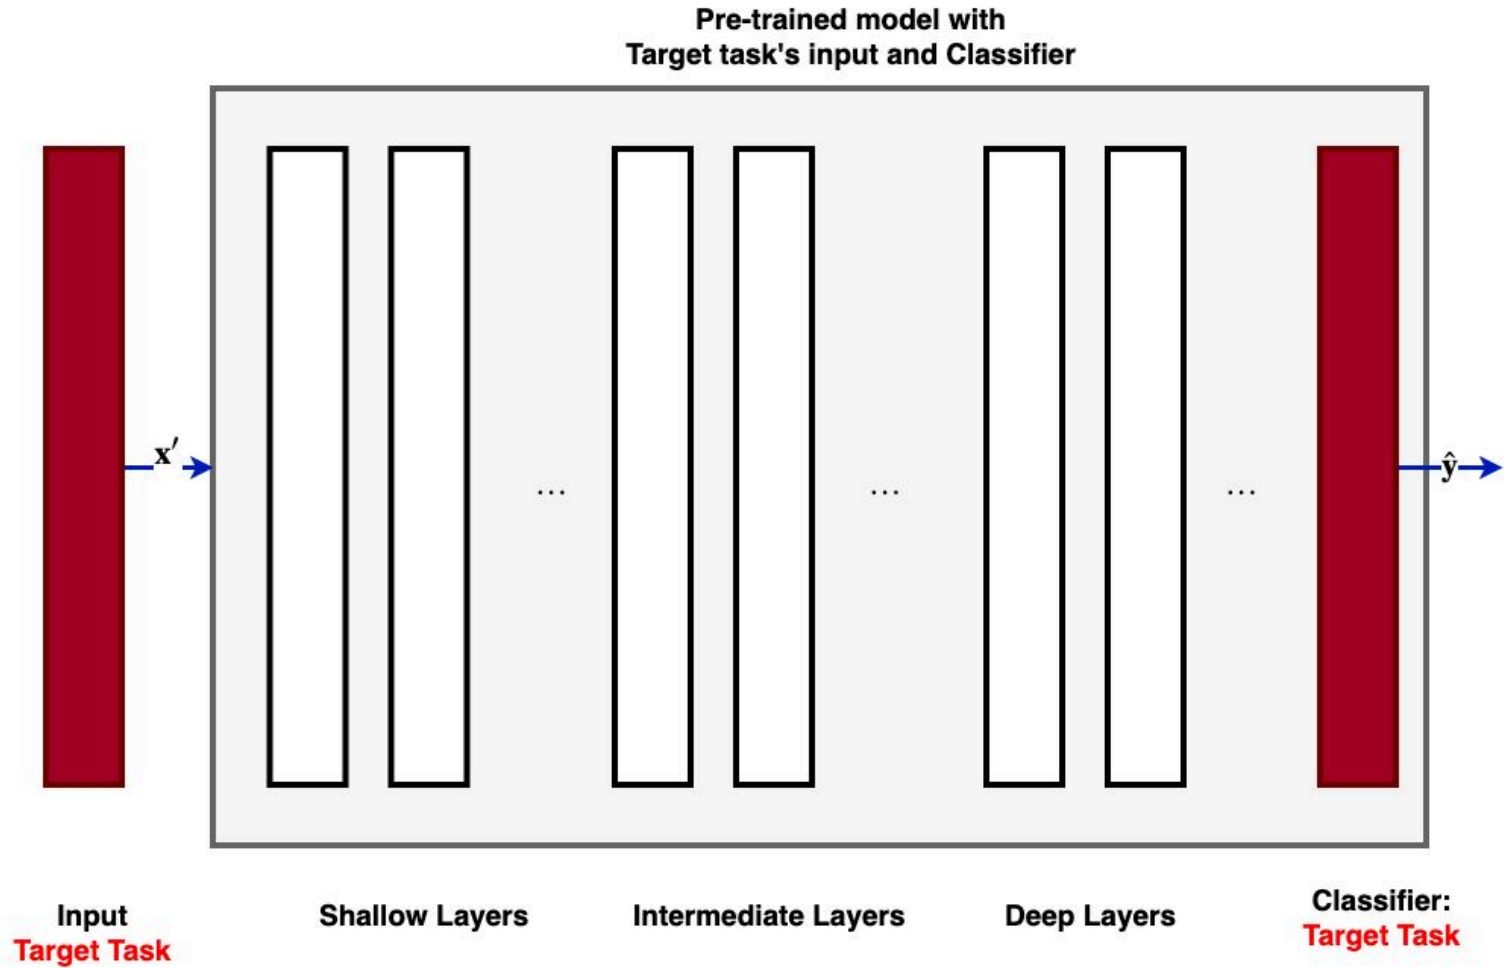 Pre-trained model with
Target task's input and Classifier
x′
...
...
...
ŷ
Input
Target Task
Shallow Layers
Intermediate Layers
Deep Layers
Classifier:
Target Task